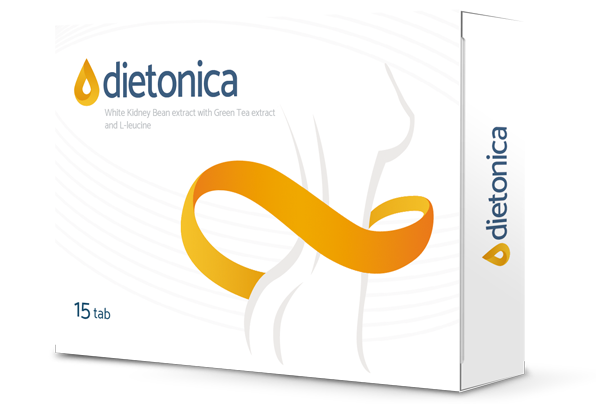 dietonica
White Kidney Bean extract with Green Tea extract
and L-leucine
15 tab
dietonica